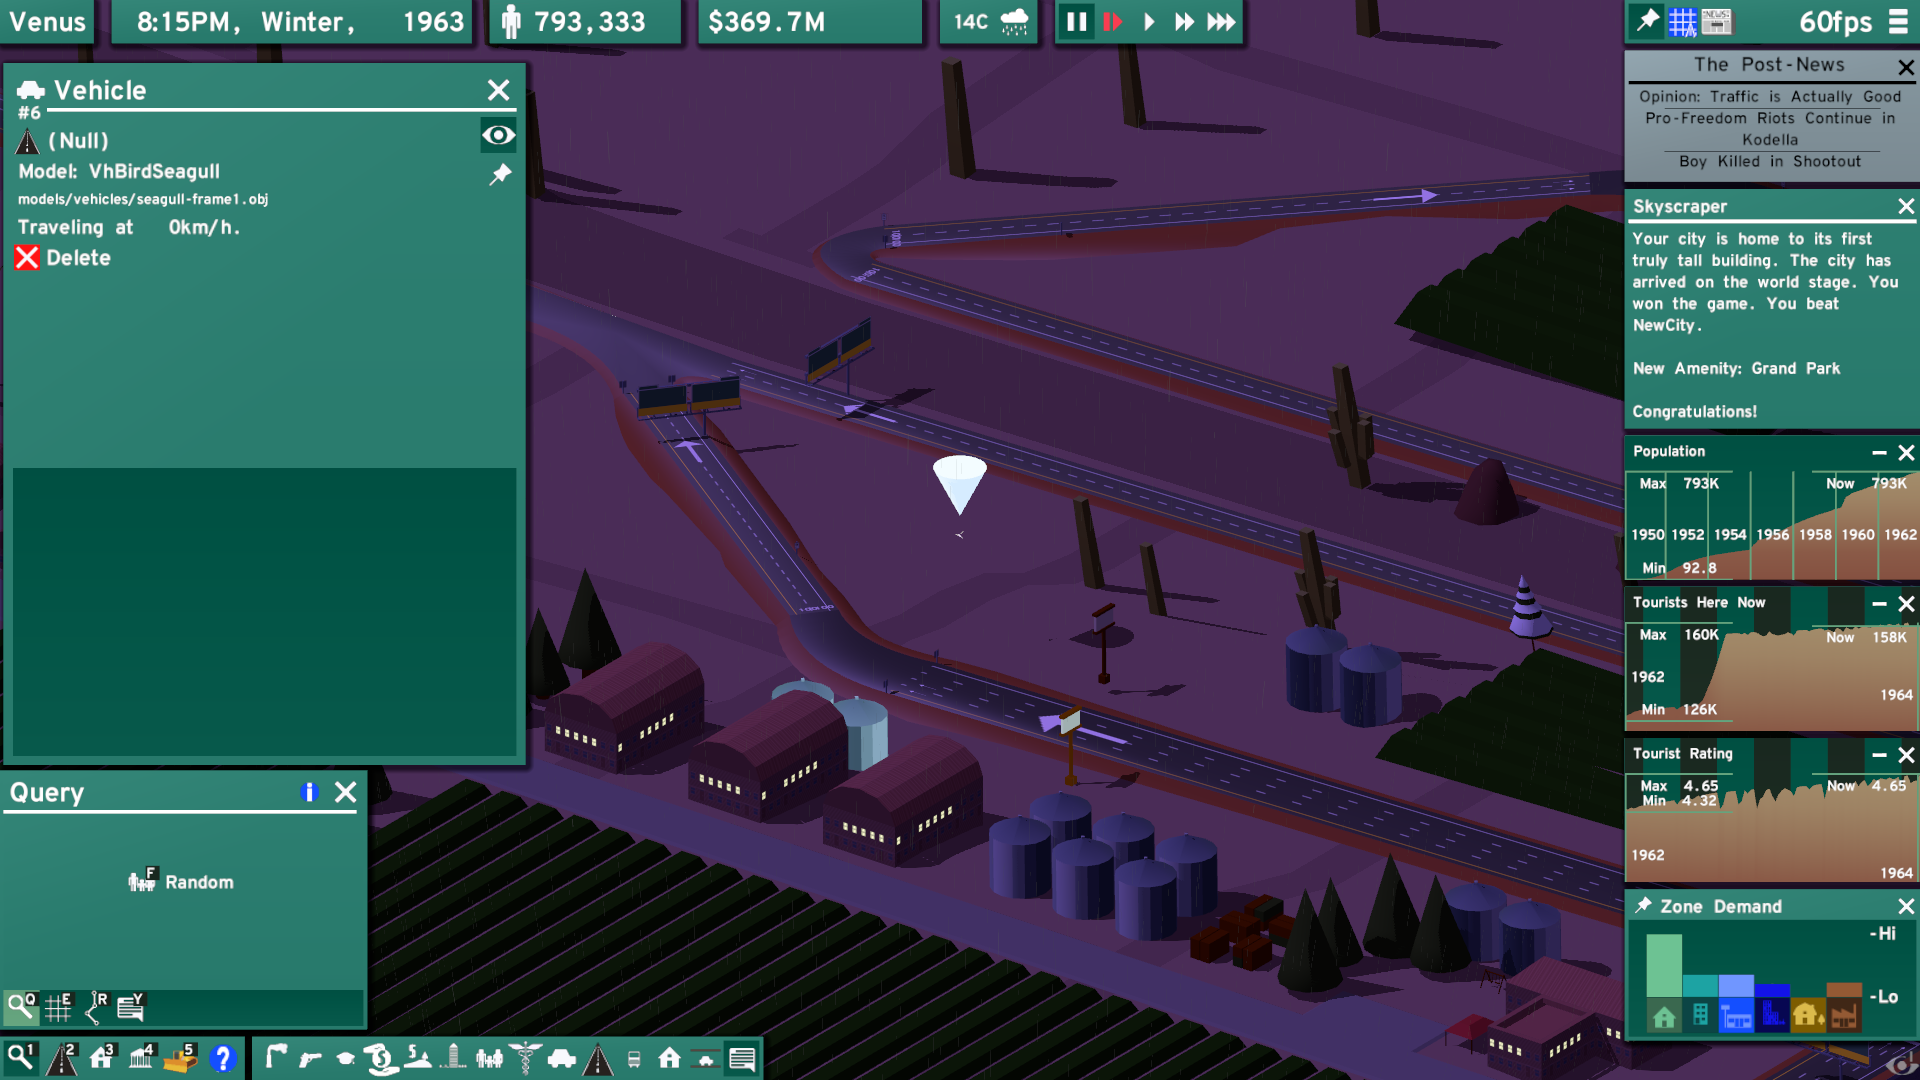 Venus
8:15PM, Winter, 1963
793,333
$369.7M
14C
60fps
Vehicle
#6
(Null)
Model: VhBirdSeagull
models/vehicles/seagull-frame1.obj
Traveling at 0km/h.
Delete
The Post-News
Opinion: Traffic is Actually Good
Pro-Freedom Riots Continue in
Kodella
Boy Killed in Shootout
Skyscraper
Your city is home to its first
truly tall building. The city has
arrived on the world stage. You
won the game. You beat
NewCity.
New Amenity: Grand Park
Congratulations!
Population
Max 793K Now 793K
1950 1952 1954 1956 1958 1960 1962
Min 92.8
Tourists Here Now
Max 160K Now 158K
1962
1964
Min 126K
Tourist Rating
Max 4.65 Now 4.65
Min 4.32
1962
1964
Zone Demand
-Hi
-Lo
Query
i
F
Random
Q E R Y
1 2 3 4 5 ?